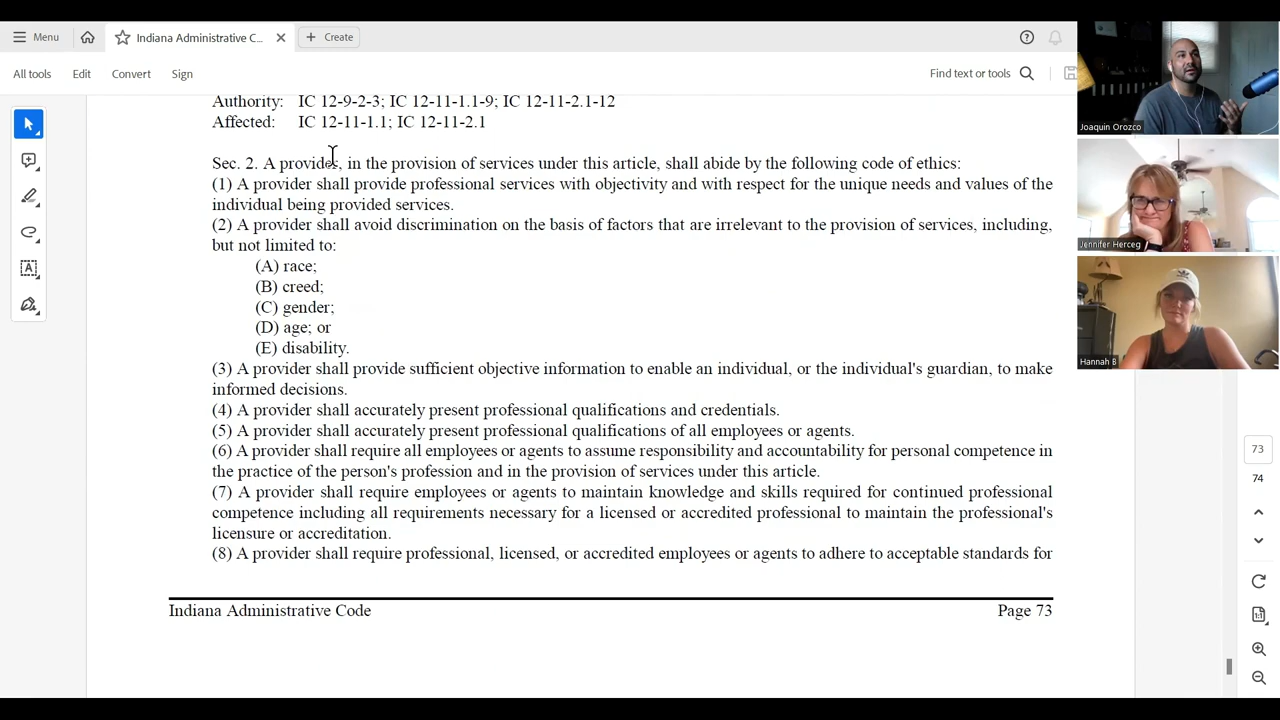 Menu
Indiana Administrative C...
Create
All tools
Edit
Convert
Sign
Find text or tools
Authority: IC 12-9-2-3; IC 12-11-1.1-9; IC 12-11-2.1-12
Affected: IC 12-11-1.1; IC 12-11-2.1
Sec. 2. A provider, in the provision of services under this article, shall abide by the following code of ethics:
(1) A provider shall provide professional services with objectivity and with respect for the unique needs and values of the
individual being provided services.
(2) A provider shall avoid discrimination on the basis of factors that are irrelevant to the provision of services, including,
but not limited to:
(A) race;
(B) creed;
(C) gender;
(D) age; or
(E) disability.
(3) A provider shall provide sufficient objective information to enable an individual, or the individual's guardian, to make
informed decisions.
(4) A provider shall accurately present professional qualifications and credentials.
(5) A provider shall accurately present professional qualifications of all employees or agents.
(6) A provider shall require all employees or agents to assume responsibility and accountability for personal competence in
the practice of the person's profession and in the provision of services under this article.
(7) A provider shall require employees or agents to maintain knowledge and skills required for continued professional
competence including all requirements necessary for a licensed or accredited professional to maintain the professional's
licensure or accreditation.
(8) A provider shall require professional, licensed, or accredited employees or agents to adhere to acceptable standards for
Indiana Administrative Code
Page 73
Joaquin Orozco
Jennifer Herceg
Hannah B
73
74
1:1